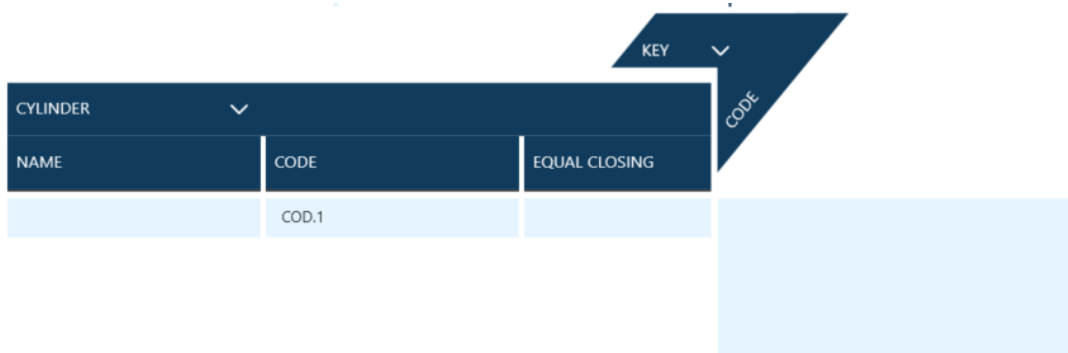 KEY
CODE
CYLINDER
NAME CODE EQUAL CLOSING
COD.1